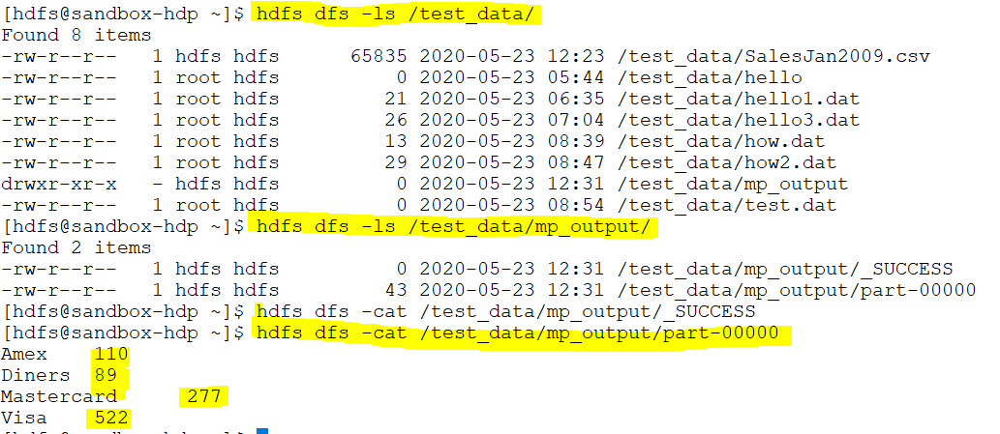 [hdfs@sandbox-hdp ~]$ hdfs dfs -ls /test_data/
Found 8 items
-rw-r--r--   1 hdfs hdfs      65835 2020-05-23 12:23 /test_data/SalesJan2009.csv
-rw-r--r--   1 root hdfs          0 2020-05-23 05:44 /test_data/hello
-rw-r--r--   1 root hdfs         21 2020-05-23 06:35 /test_data/hello1.dat
-rw-r--r--   1 root hdfs         26 2020-05-23 07:04 /test_data/hello3.dat
-rw-r--r--   1 root hdfs         13 2020-05-23 08:39 /test_data/how.dat
-rw-r--r--   1 root hdfs         29 2020-05-23 08:47 /test_data/how2.dat
drwxr-xr-x   - hdfs hdfs          0 2020-05-23 12:31 /test_data/mp_output
-rw-r--r--   1 root hdfs          0 2020-05-23 08:54 /test_data/test.dat
[hdfs@sandbox-hdp ~]$ hdfs dfs -ls /test_data/mp_output/
Found 2 items
-rw-r--r--   1 hdfs hdfs          0 2020-05-23 12:31 /test_data/mp_output/_SUCCESS
-rw-r--r--   1 hdfs hdfs         43 2020-05-23 12:31 /test_data/mp_output/part-00000
[hdfs@sandbox-hdp ~]$ hdfs dfs -cat /test_data/mp_output/_SUCCESS
[hdfs@sandbox-hdp ~]$ hdfs dfs -cat /test_data/mp_output/part-00000
Amex    110
Diners  89
Mastercard      277
Visa    522
[hdfs@sandbox-hdp ~]$